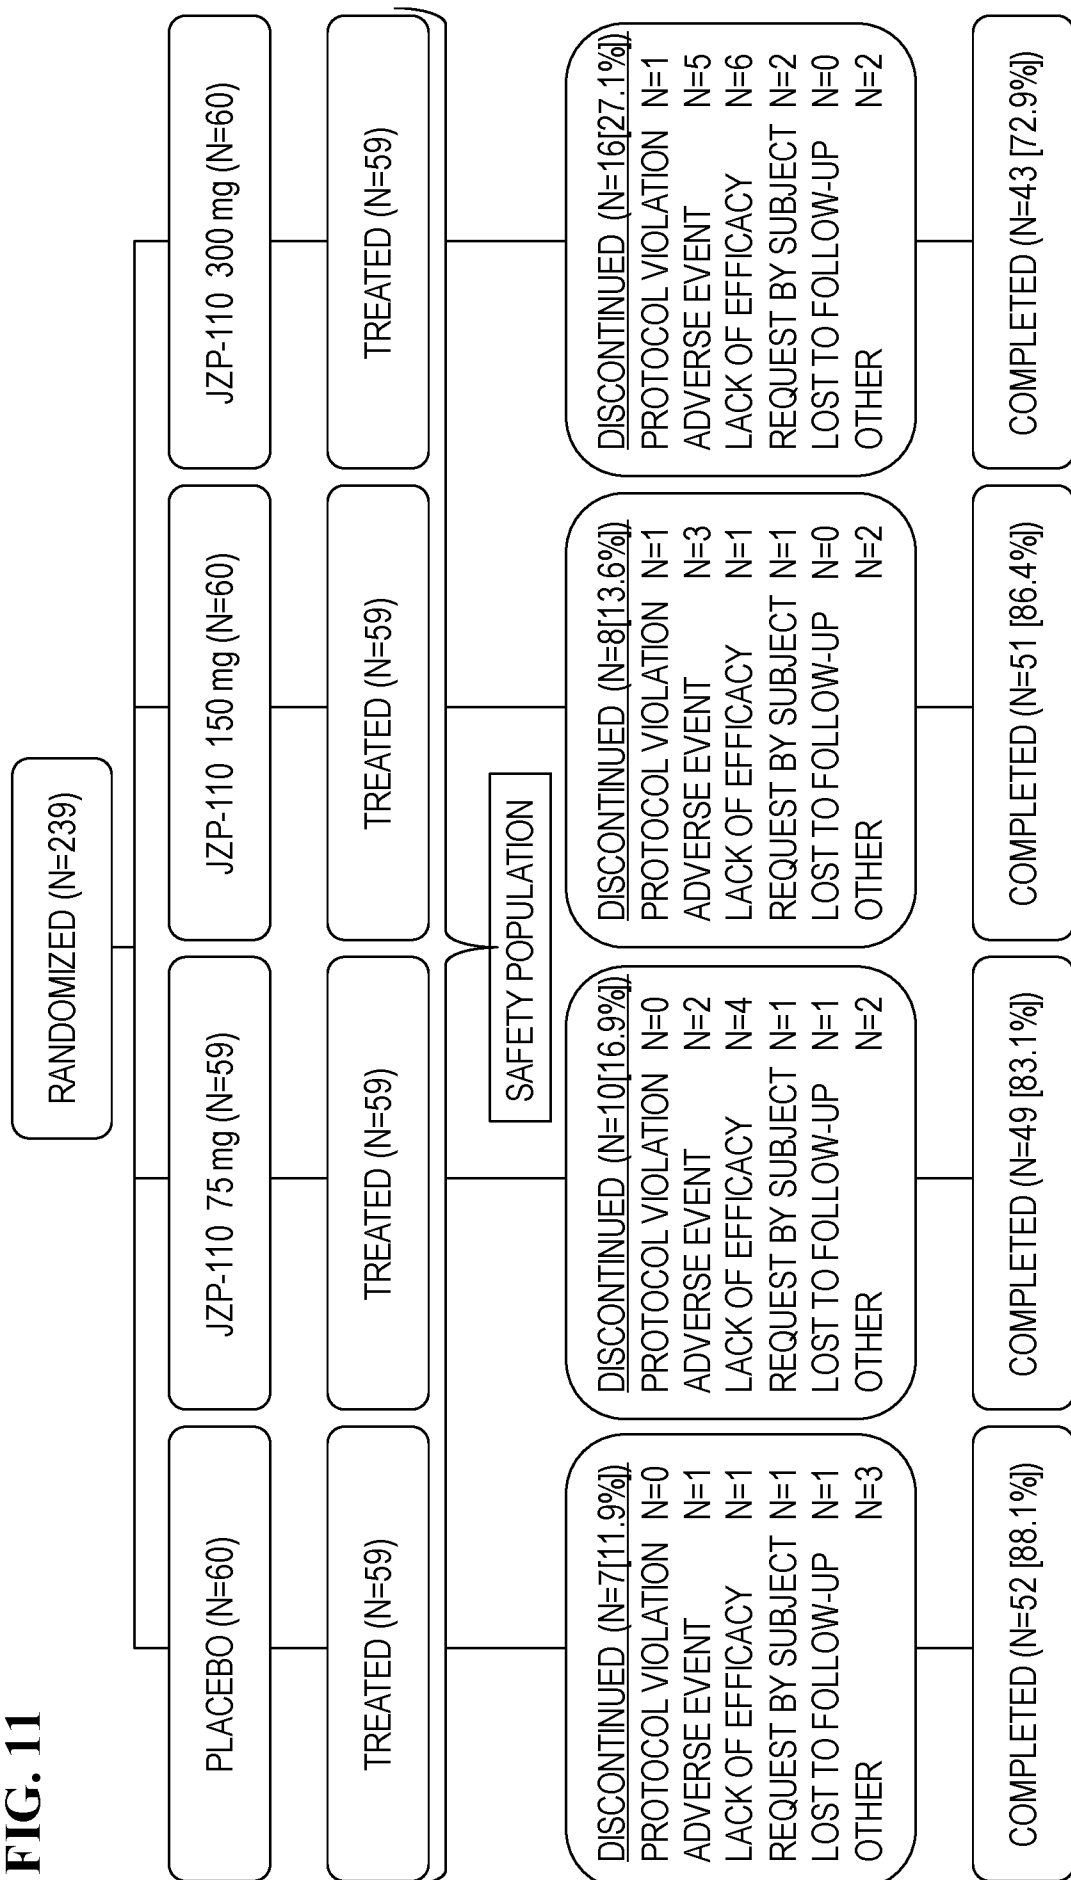 FIG. 11
RANDOMIZED (N=239)
PLACEBO (N=60)
JZP-110 75 mg (N=59)
JZP-110 150 mg (N=60)
JZP-110 300 mg (N=60)
TREATED (N=59)
TREATED (N=59)
TREATED (N=59)
TREATED (N=59)
SAFETY POPULATION
DISCONTINUED (N=7[11.9%])
PROTOCOL VIOLATION N=0
ADVERSE EVENT N=1
LACK OF EFFICACY N=1
REQUEST BY SUBJECT N=1
LOST TO FOLLOW-UP N=1
OTHER N=3
DISCONTINUED (N=10[16.9%])
PROTOCOL VIOLATION N=0
ADVERSE EVENT N=2
LACK OF EFFICACY N=4
REQUEST BY SUBJECT N=1
LOST TO FOLLOW-UP N=1
OTHER N=2
DISCONTINUED (N=8[13.6%])
PROTOCOL VIOLATION N=1
ADVERSE EVENT N=3
LACK OF EFFICACY N=1
REQUEST BY SUBJECT N=1
LOST TO FOLLOW-UP N=0
OTHER N=2
DISCONTINUED (N=16[27.1%])
PROTOCOL VIOLATION N=1
ADVERSE EVENT N=5
LACK OF EFFICACY N=6
REQUEST BY SUBJECT N=2
LOST TO FOLLOW-UP N=0
OTHER N=2
COMPLETED (N=52 [88.1%])
COMPLETED (N=49 [83.1%])
COMPLETED (N=51 [86.4%])
COMPLETED (N=43 [72.9%])